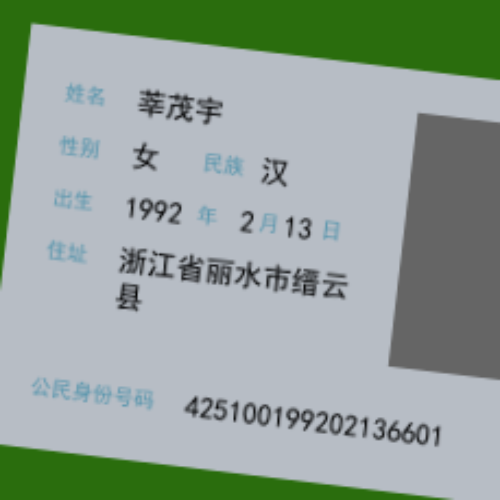 姓名 莘茂宇
性别 女 民族 汉
出生 1992 年 2 月 13 日
住址 浙江省丽水市缙云
县
公民身份号码 425100199202136601